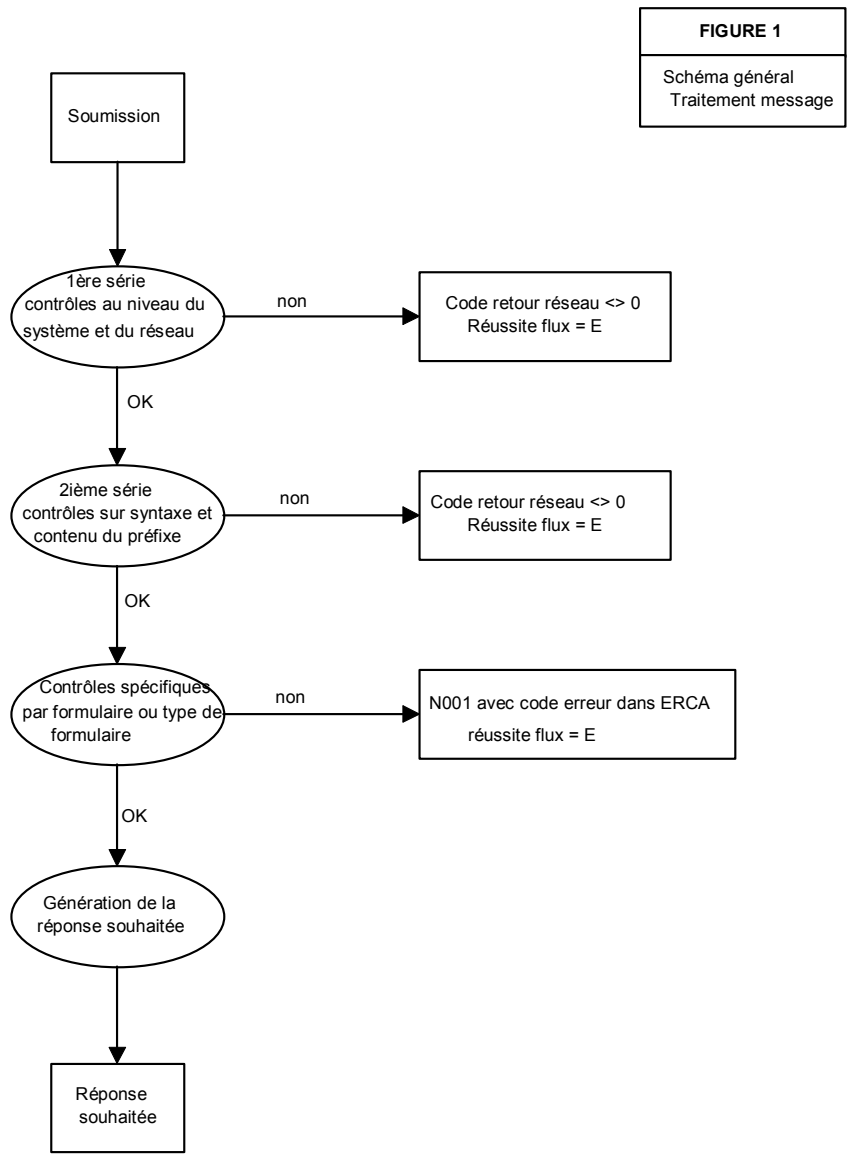 FIGURE 1
Schéma général
Traitement message
Soumission
1ère série
contrôles au niveau du
système et du réseau
non
Code retour réseau <> 0
Réussite flux = E
OK
2ième série
contrôles sur syntaxe et
contenu du préfixe
non
Code retour réseau <> 0
Réussite flux = E
OK
Contrôles spécifiques
par formulaire ou type de
formulaire
non
N001 avec code erreur dans ERCA
réussite flux = E
OK
Génération de la
réponse souhaitée
Réponse
souhaitée